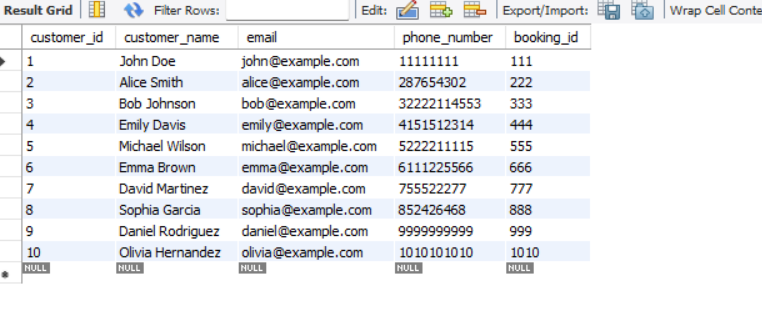 Result Grid Filter Rows: Edit: Export/Import: Wrap Cell Conte
customer_id customer_name email phone_number booking_id
1 John Doe john@example.com 11111111 111
2 Alice Smith alice@example.com 287654302 222
3 Bob Johnson bob@example.com 32222114553 333
4 Emily Davis emily@example.com 4151512314 444
5 Michael Wilson michael@example.com 5222211115 555
6 Emma Brown emma@example.com 6111225566 666
7 David Martinez david@example.com 755522277 777
8 Sophia Garcia sophia@example.com 852426468 888
9 Daniel Rodriguez daniel@example.com 9999999999 999
10 Olivia Hernandez olivia@example.com 1010101010 1010
NULL NULL NULL NULL NULL